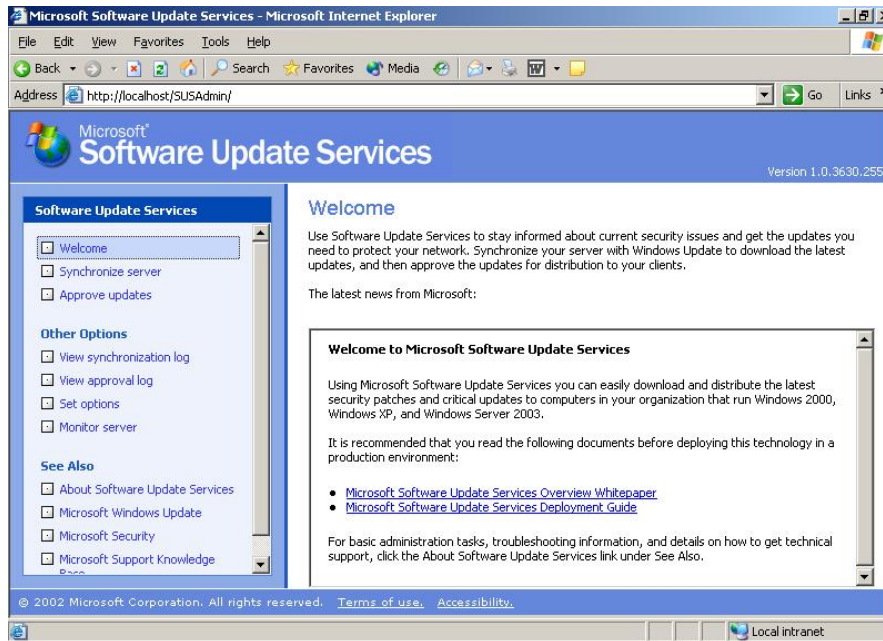 Microsoft Software Update Services - Microsoft Internet Explorer
File Edit View Favorites Tools Help
Back Search Favorites Media
Address http://localhost/SUSAdmin/ Go Links
Microsoft
Software Update Services
Version 1.0.3630.255
Software Update Services
Welcome
Synchronize server
Approve updates
Other Options
View synchronization log
View approval log
Set options
Monitor server
See Also
About Software Update Services
Microsoft Windows Update
Microsoft Security
Microsoft Support Knowledge
Base
Welcome
Use Software Update Services to stay informed about current security issues and get the updates you
need to protect your network. Synchronize your server with Windows Update to download the latest
updates, and then approve the updates for distribution to your clients.
The latest news from Microsoft:
Welcome to Microsoft Software Update Services
Using Microsoft Software Update Services you can easily download and distribute the latest
security patches and critical updates to computers in your organization that run Windows 2000,
Windows XP, and Windows Server 2003.
It is recommended that you read the following documents before deploying this technology in a
production environment:
• Microsoft Software Update Services Overview Whitepaper
• Microsoft Software Update Services Deployment Guide
For basic administration tasks, troubleshooting information, and details on how to get technical
support, click the About Software Update Services link under See Also.
© 2002 Microsoft Corporation. All rights reserved. Terms of use. Accessibility.
Local intranet